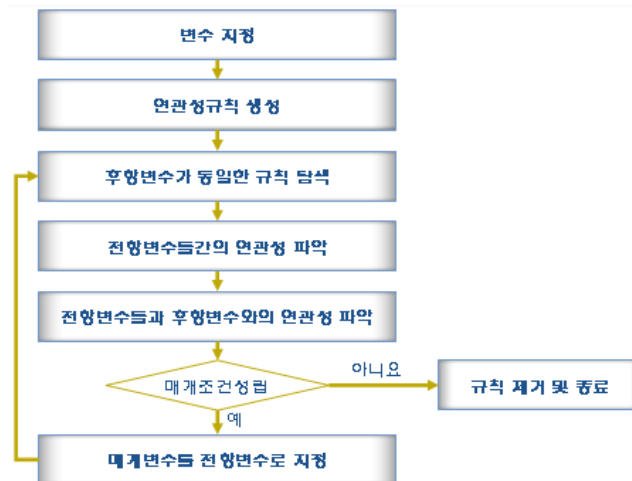 변수 지정
연관성규칙 생성
후항변수가 동일한 규칙 탐색
전항변수들간의 연관성 파악
전항변수들과 후항변수와의 연관성 파악
매개조건성립
아니요
규칙 제거 및 종료
예
매개변수를 전항변수로 지정